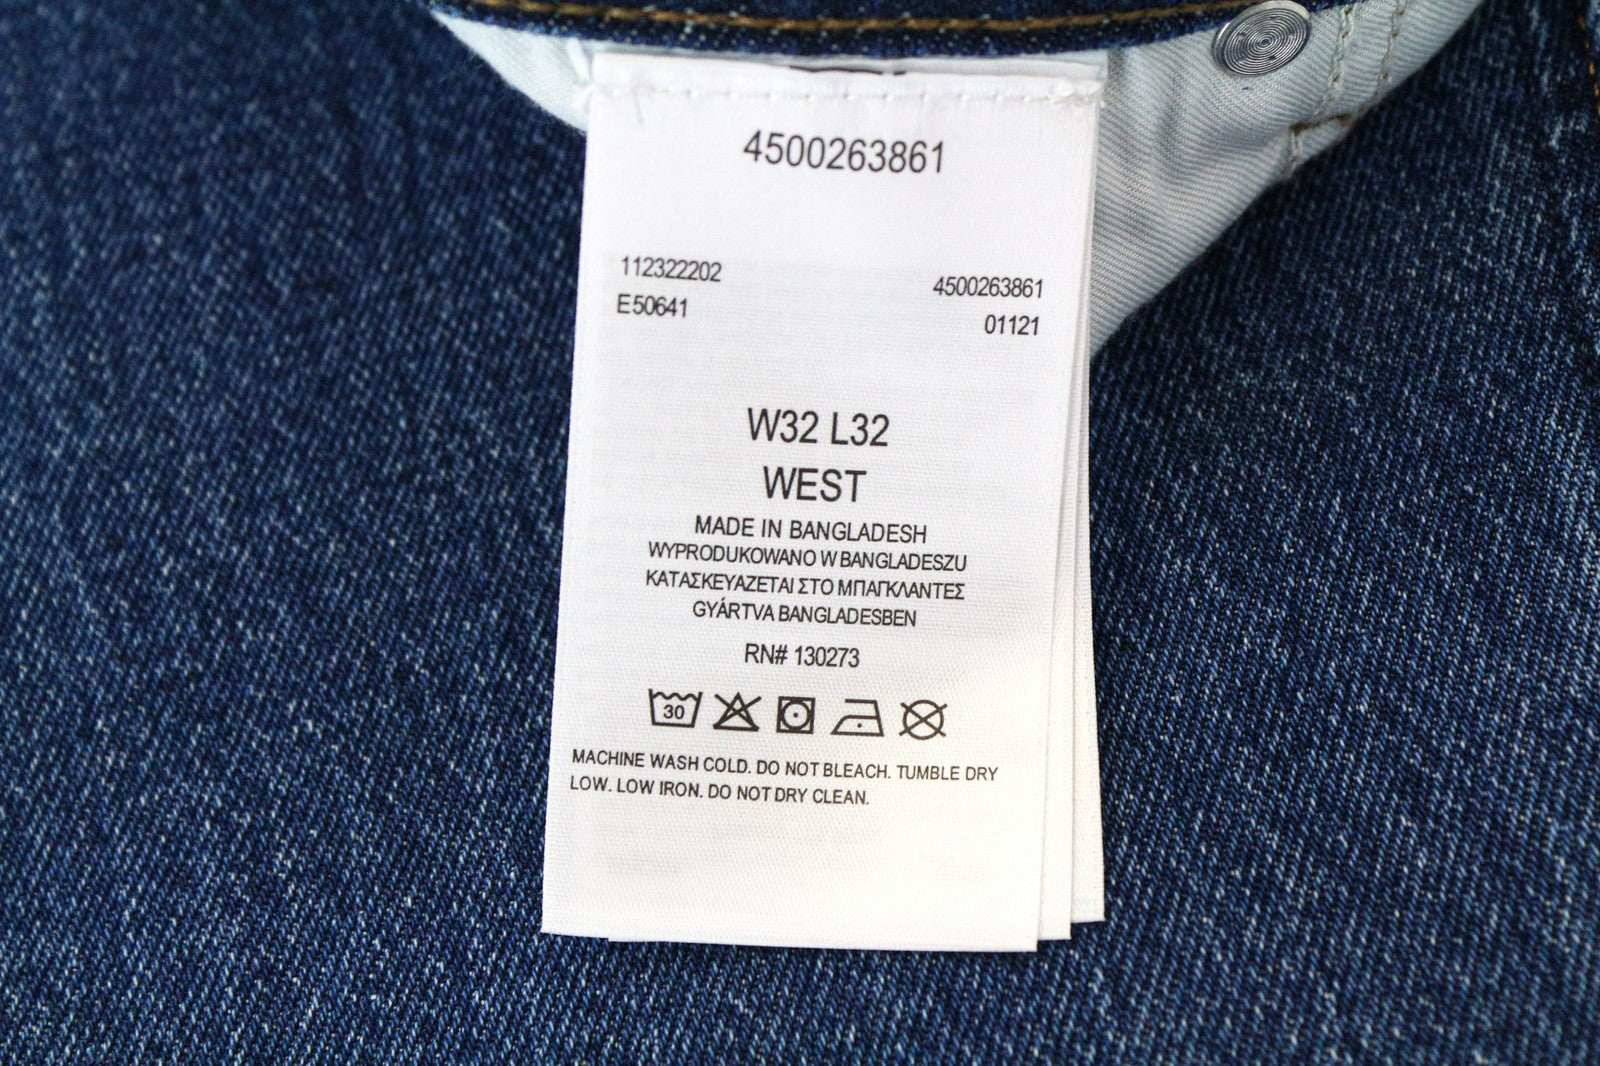 4500263861
112322202
4500263861
E50641
01121
W32 L32
WEST
MADE IN BANGLADESH
WYPRODUKOWANO W BANGLADESZU
ΚΑΤΑΣΚΕΥΑΖΕΤΑΙ ΣΤΟ ΜΠΑΓΚΛΑΝΤΕΣ
GYÁRTVA BANGLADESBEN
RN# 130273
30
MACHINE WASH COLD. DO NOT BLEACH. TUMBLE DRY
LOW. LOW IRON. DO NOT DRY CLEAN.